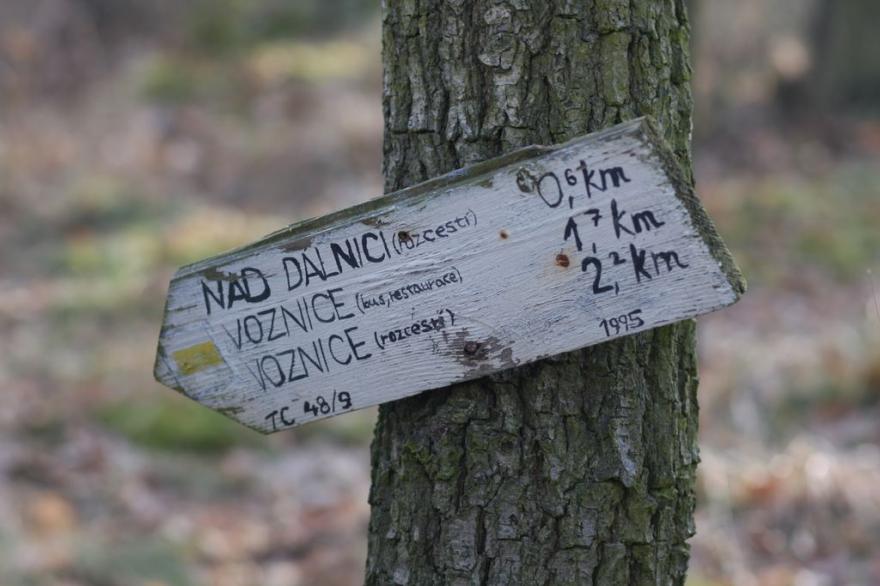 NAD DÁLNICÍ (rozcestí) 0,6 km
VOZNICE (bus, restaurace) 1,7 km
VOZNICE (rozcestí) 2,2 km
TC 48/9 1995